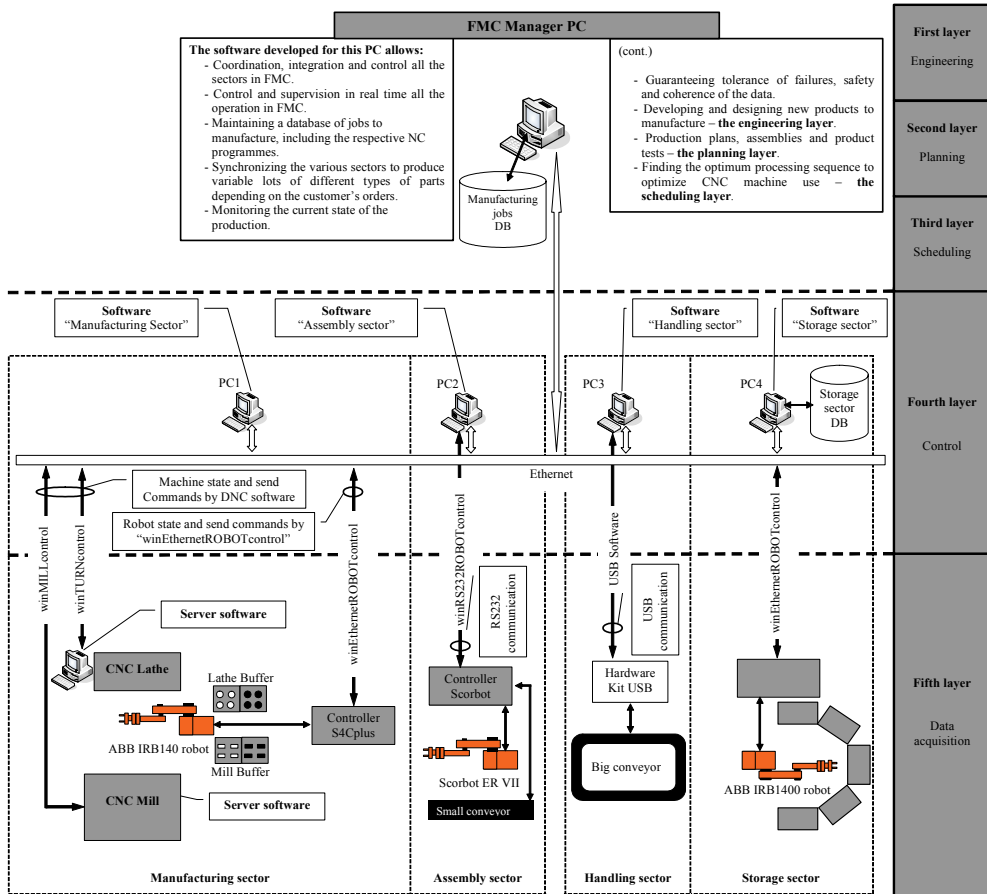 FMC Manager PC
The software developed for this PC allows:
- Coordination, integration and control all the
sectors in FMC.
- Control and supervision in real time all the
operation in FMC.
- Maintaining a database of jobs to
manufacture, including the respective NC
programmes.
- Synchronizing the various sectors to produce
variable lots of different types of parts
depending on the customer's orders.
- Monitoring the current state of the
production.
(cont.)
- Guaranteeing tolerance of failures, safety
and coherence of the data.
- Developing and designing new products to
manufacture – the engineering layer.
- Production plans, assemblies and product
tests – the planning layer.
- Finding the optimum processing sequence to
optimize CNC machine use – the
scheduling layer.
Manufacturing
jobs
DB
First layer
Engineering
Second layer
Planning
Third layer
Scheduling
Software
“Manufacturing Sector”
Software
“Assembly sector”
Software
“Handling sector”
Software
“Storage sector”
PC1
PC2
PC3
PC4
Storage
sector
DB
Fourth layer
Control
Ethernet
Machine state and send
Commands by DNC software
Robot state and send commands by
“winEthernetROBOTcontrol”
winMILLcontrol
winTURNcontrol
winEthernetROBOTcontrol
winRS232ROBOTcontrol
RS232
communication
USB Software
USB
communication
winEthernetROBOTcontrol
Server software
CNC Lathe
Lathe Buffer
ABB IRB140 robot
Mill Buffer
Controller
S4Cplus
CNC Mill
Server software
Controller
Scorbot
Scorbot ER VII
Small conveyor
Hardware
Kit USB
Big conveyor
ABB IRB1400 robot
Fifth layer
Data
acquisition
Manufacturing sector
Assembly sector
Handling sector
Storage sector